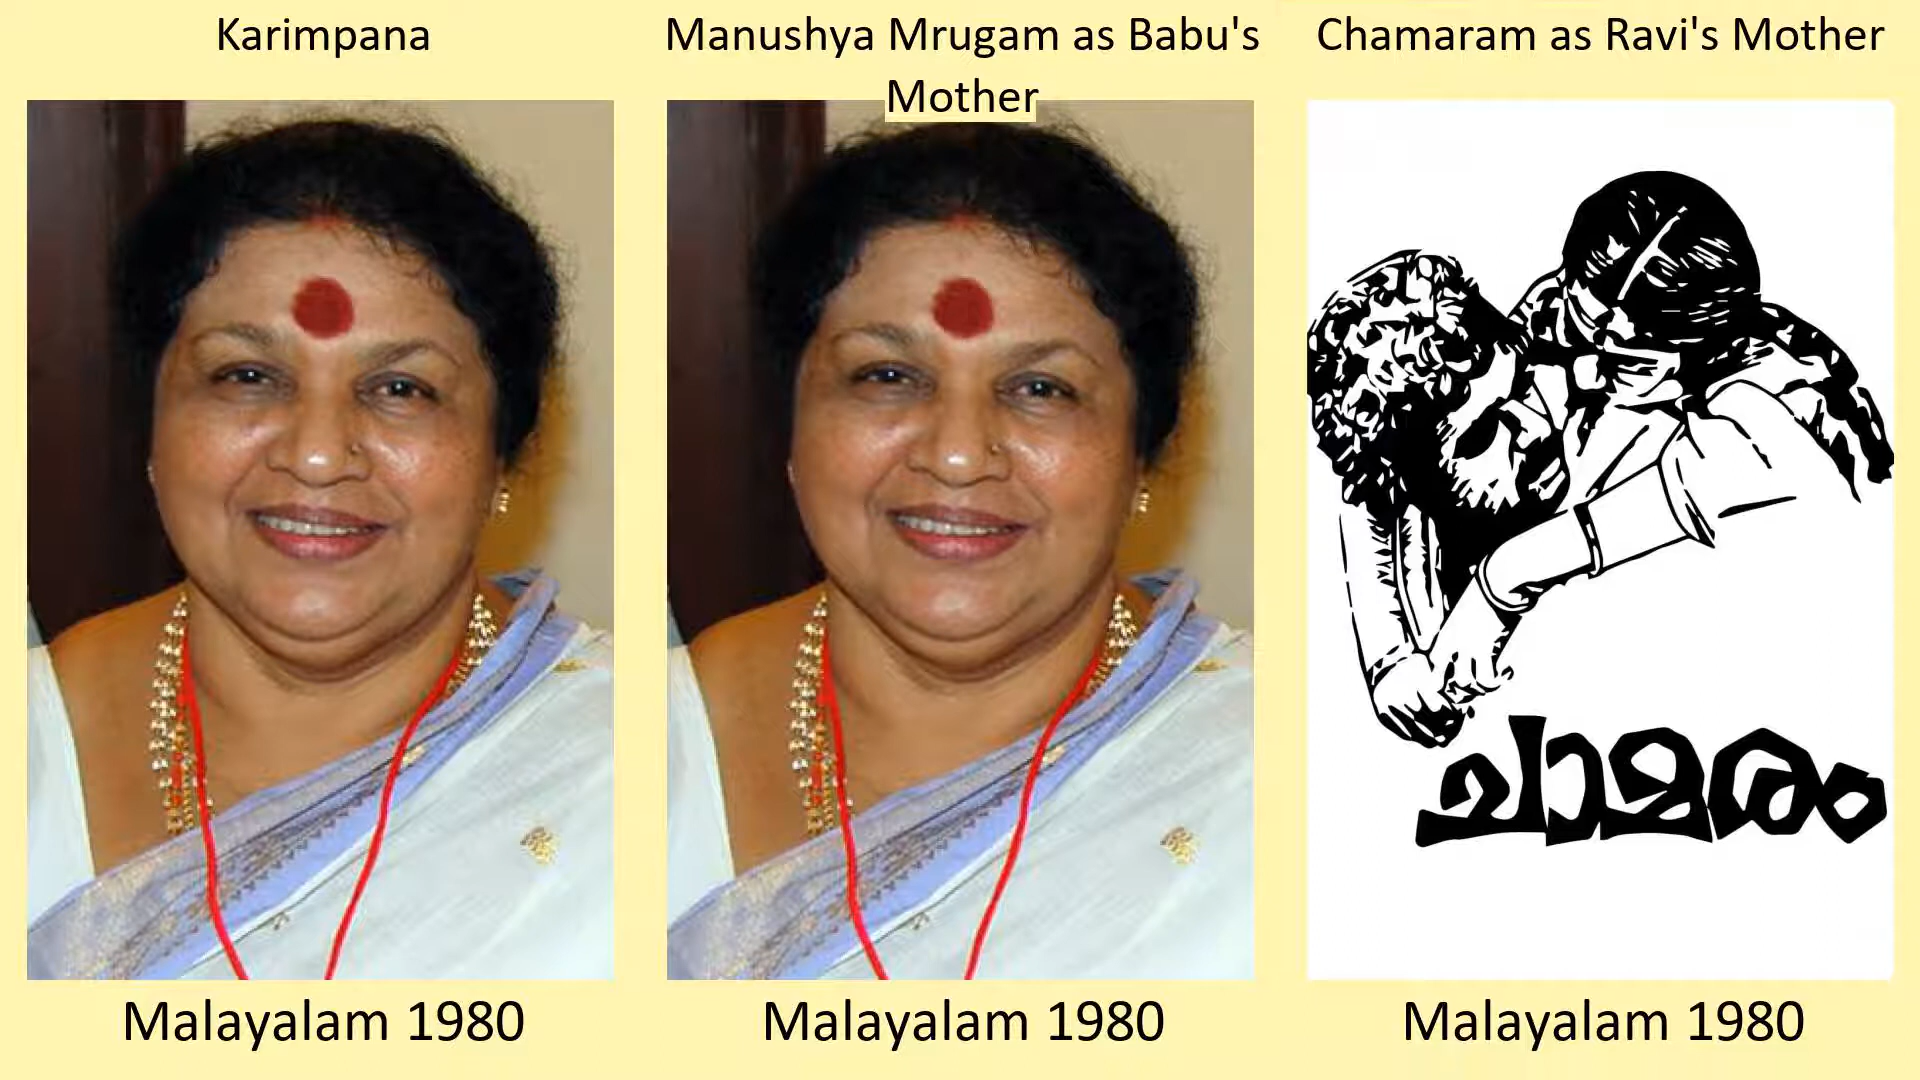 Karimpana
Manushya Mrugam as Babu's
Mother
Chamaram as Ravi's Mother
ചാമരം
Malayalam 1980
Malayalam 1980
Malayalam 1980